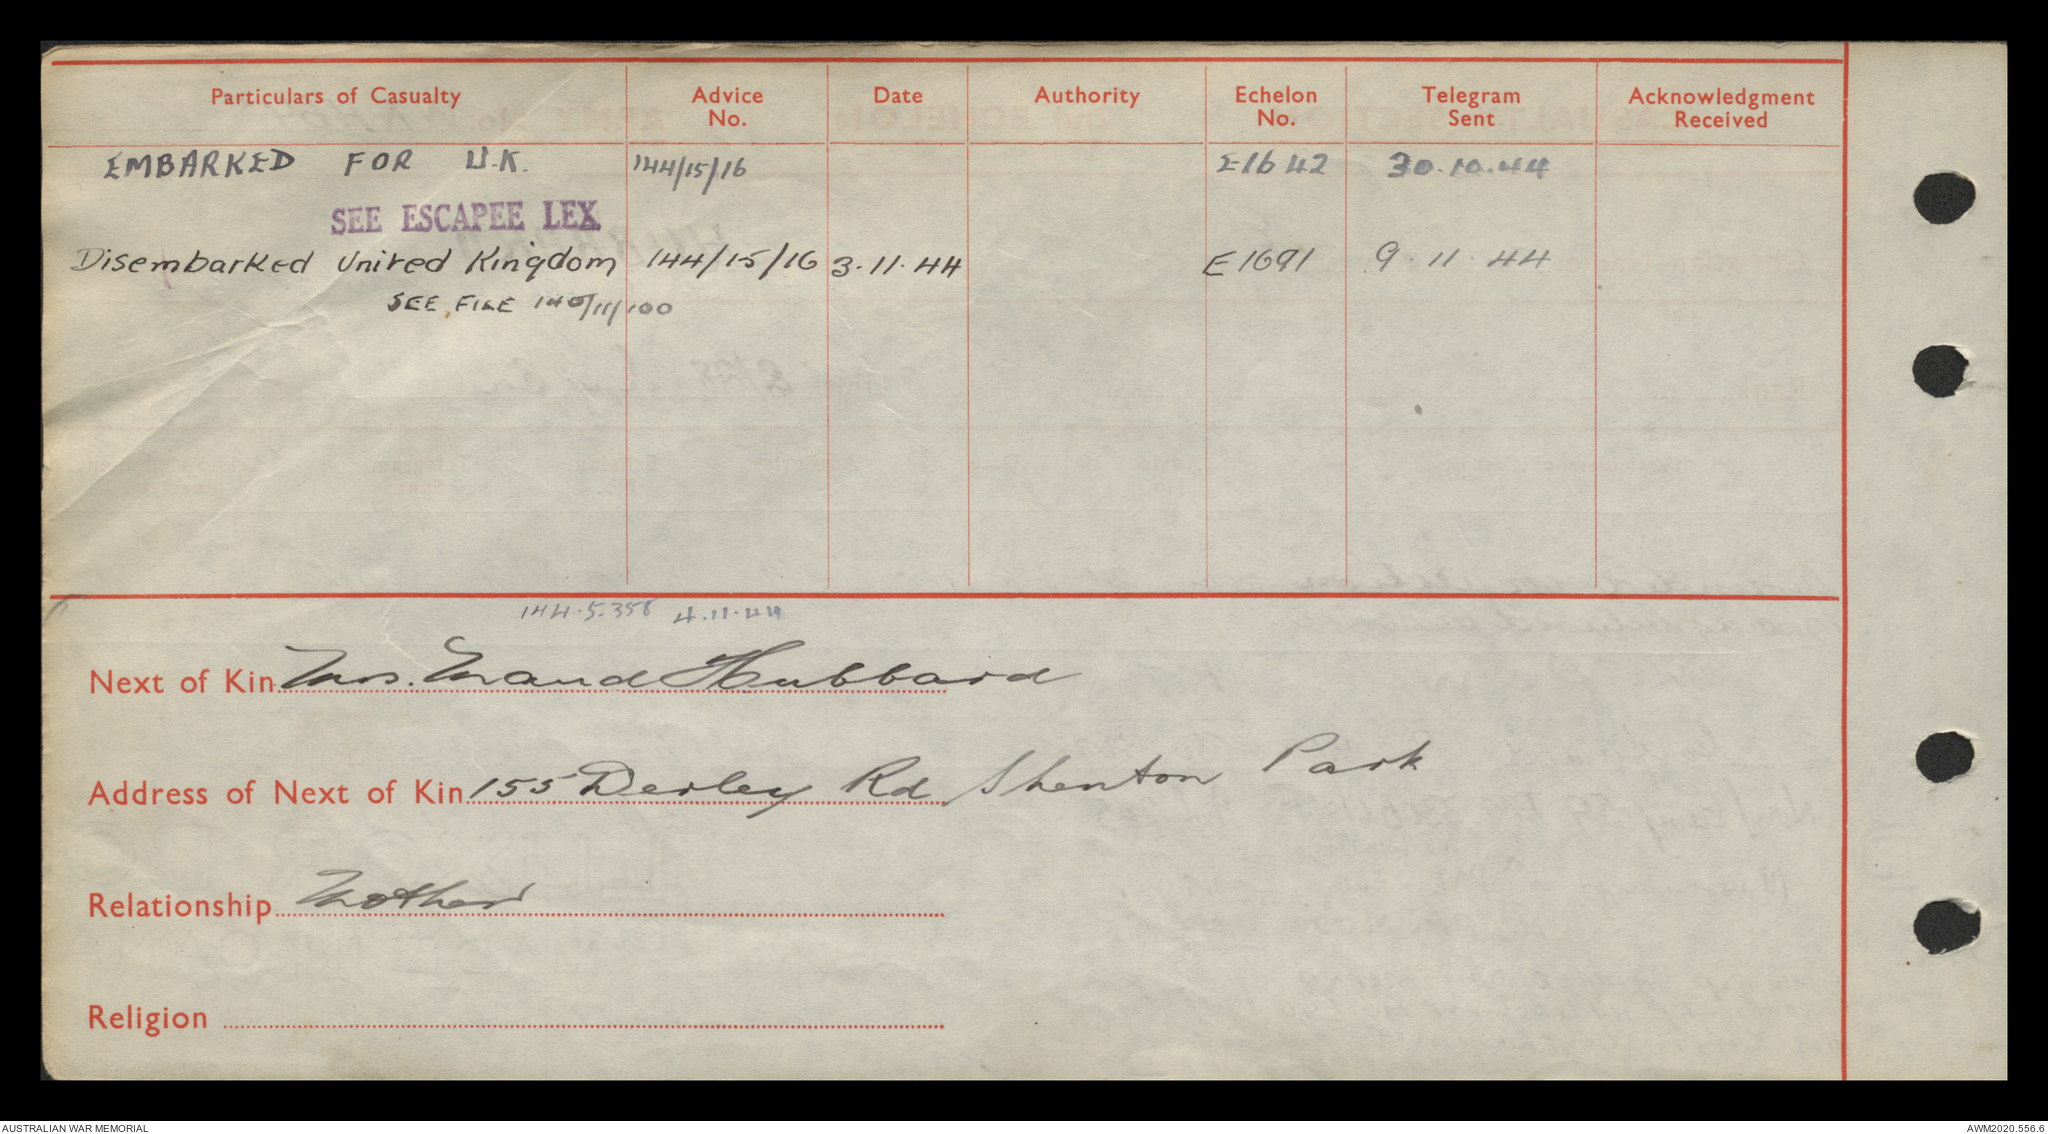 Particulars of Casualty Advice No. Date Authority Echelon No. Telegram Sent Acknowledgment Received
EMBARKED FOR U.K. 144/15/16 E1642 30.10.44
SEE ESCAPEE LEX
Disembarked United Kingdom 144/15/16 3.11.44 E1691 9.11.44
SEE FILE 140/11/100
144.5.358 4.11.44
Next of Kin Mrs. Maud Hubbard
Address of Next of Kin 155 Derley Rd Shenton Park
Relationship Mother
Religion
AUSTRALIAN WAR MEMORIAL AWM2020.556.6